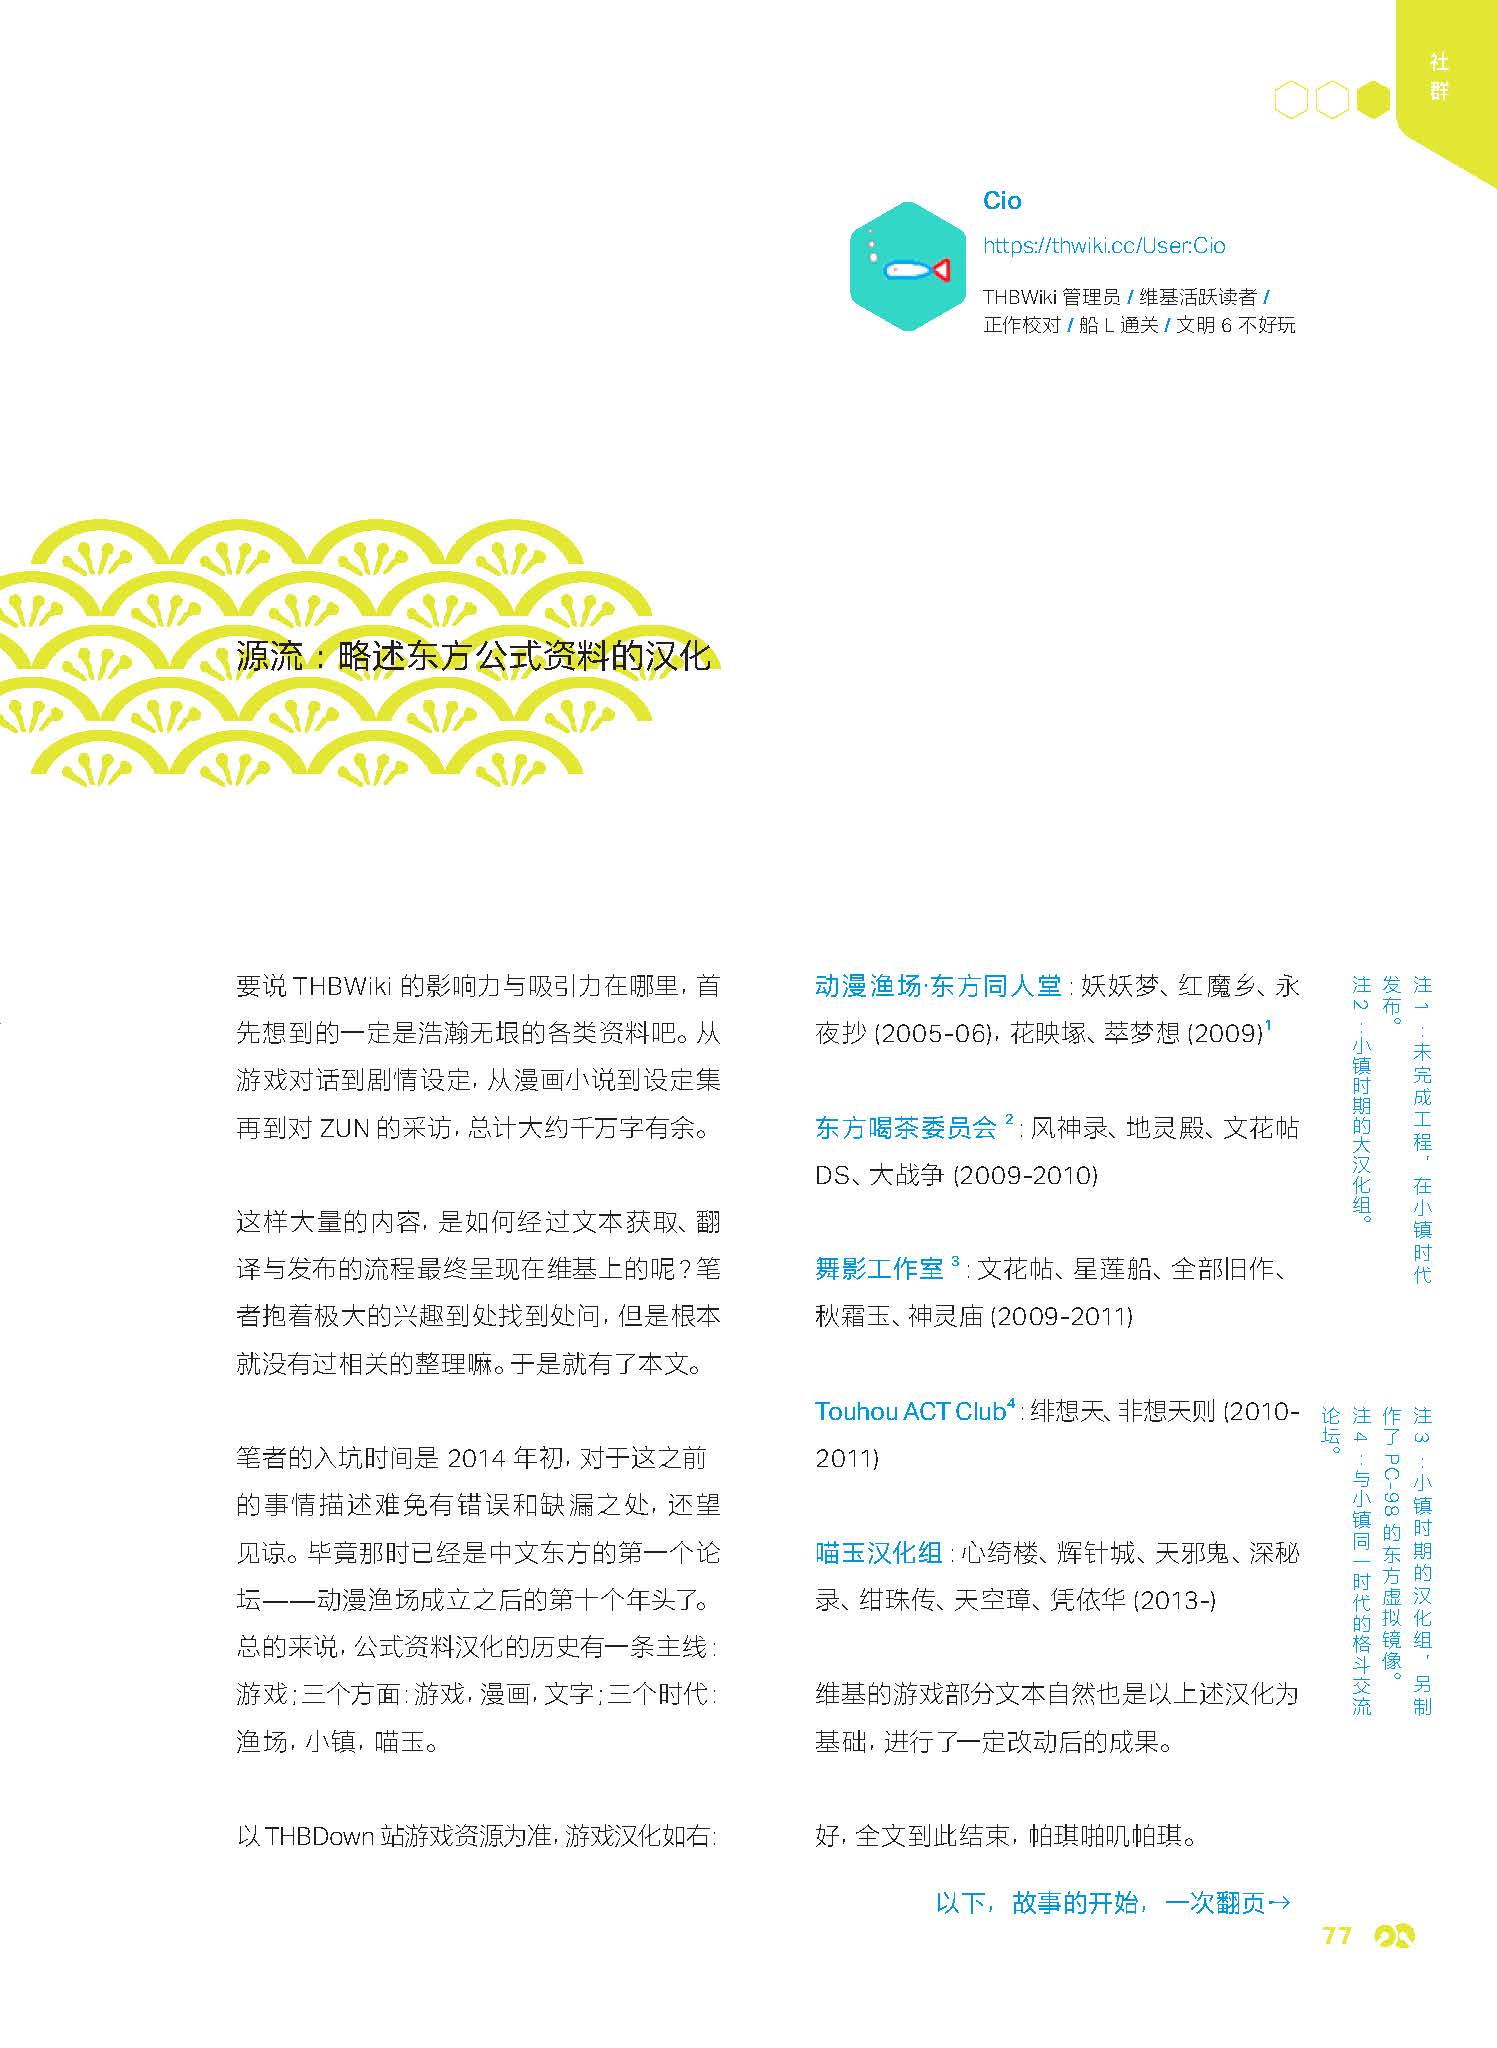 社
群
Cio
https://thwiki.cc/User:Cio
THBWiki 管理员 / 维基活跃读者 /
正作校对 / 船 L 通关 / 文明 6 不好玩
源流：略述东方公式资料的汉化
要说 THBWiki 的影响力与吸引力在哪里，首
先想到的一定是浩瀚无垠的各类资料吧。从
游戏对话到剧情设定，从漫画小说到设定集
再到对 ZUN 的采访，总计大约千万字有余。
这样大量的内容，是如何经过文本获取、翻
译与发布的流程最终呈现在维基上的呢？笔
者抱着极大的兴趣到处找到处问，但是根本
就没有过相关的整理嘛。于是就有了本文。
笔者的入坑时间是 2014 年初，对于这之前
的事情描述难免有错误和缺漏之处，还望
见谅。毕竟那时已经是中文东方的第一个论
坛——动漫渔场成立之后的第十个年头了。
总的来说，公式资料汉化的历史有一条主线：
游戏；三个方面：游戏，漫画，文字；三个时代：
渔场，小镇，喵玉。
以 THBDown 站游戏资源为准，游戏汉化如右：
动漫渔场·东方同人堂：妖妖梦、红魔乡、永
夜抄 (2005-06)，花映塚、萃梦想 (2009)¹
东方喝茶委员会 ²：风神录、地灵殿、文花帖
DS、大战争 (2009-2010)
舞影工作室 ³：文花帖、星莲船、全部旧作、
秋霜玉、神灵庙 (2009-2011)
Touhou ACT Club⁴：绯想天、非想天则 (2010-
2011)
喵玉汉化组：心绮楼、辉针城、天邪鬼、深秘
录、绀珠传、天空璋、凭依华 (2013-)
维基的游戏部分文本自然也是以上述汉化为
基础，进行了一定改动后的成果。
好，全文到此结束，帕琪啪叽帕琪。
以下，故事的开始，一次翻页→
注 1：未完成工程，在小镇时代
发布。
注 2：小镇时期的大汉化组。
注 3：小镇时期的汉化组，另制
作了 PC-98 的东方虚拟镜像。
注 4：与小镇同一时代的格斗交流
论坛。
77